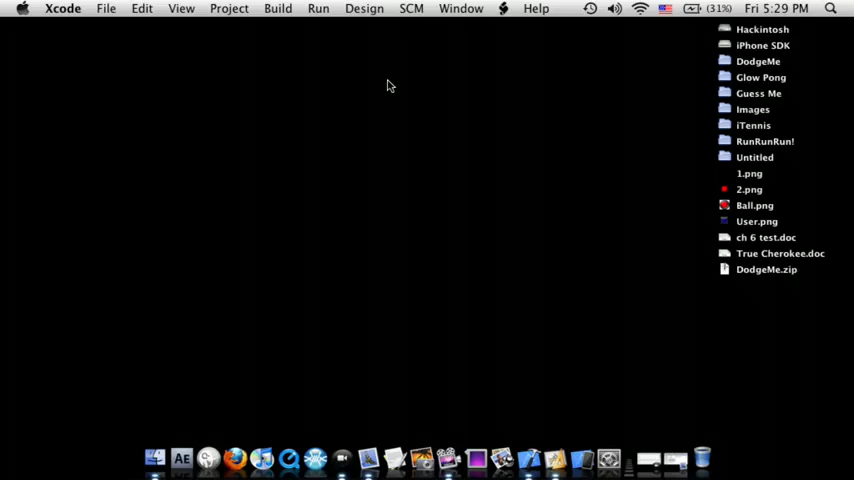 Xcode File Edit View Project Build Run Design SCM Window Help (31%) Fri 5:29 PM
Hackintosh
iPhone SDK
DodgeMe
Glow Pong
Guess Me
Images
iTennis
RunRunRun!
Untitled
1.png
2.png
Ball.png
User.png
ch 6 test.doc
True Cherokee.doc
DodgeMe.zip
AE